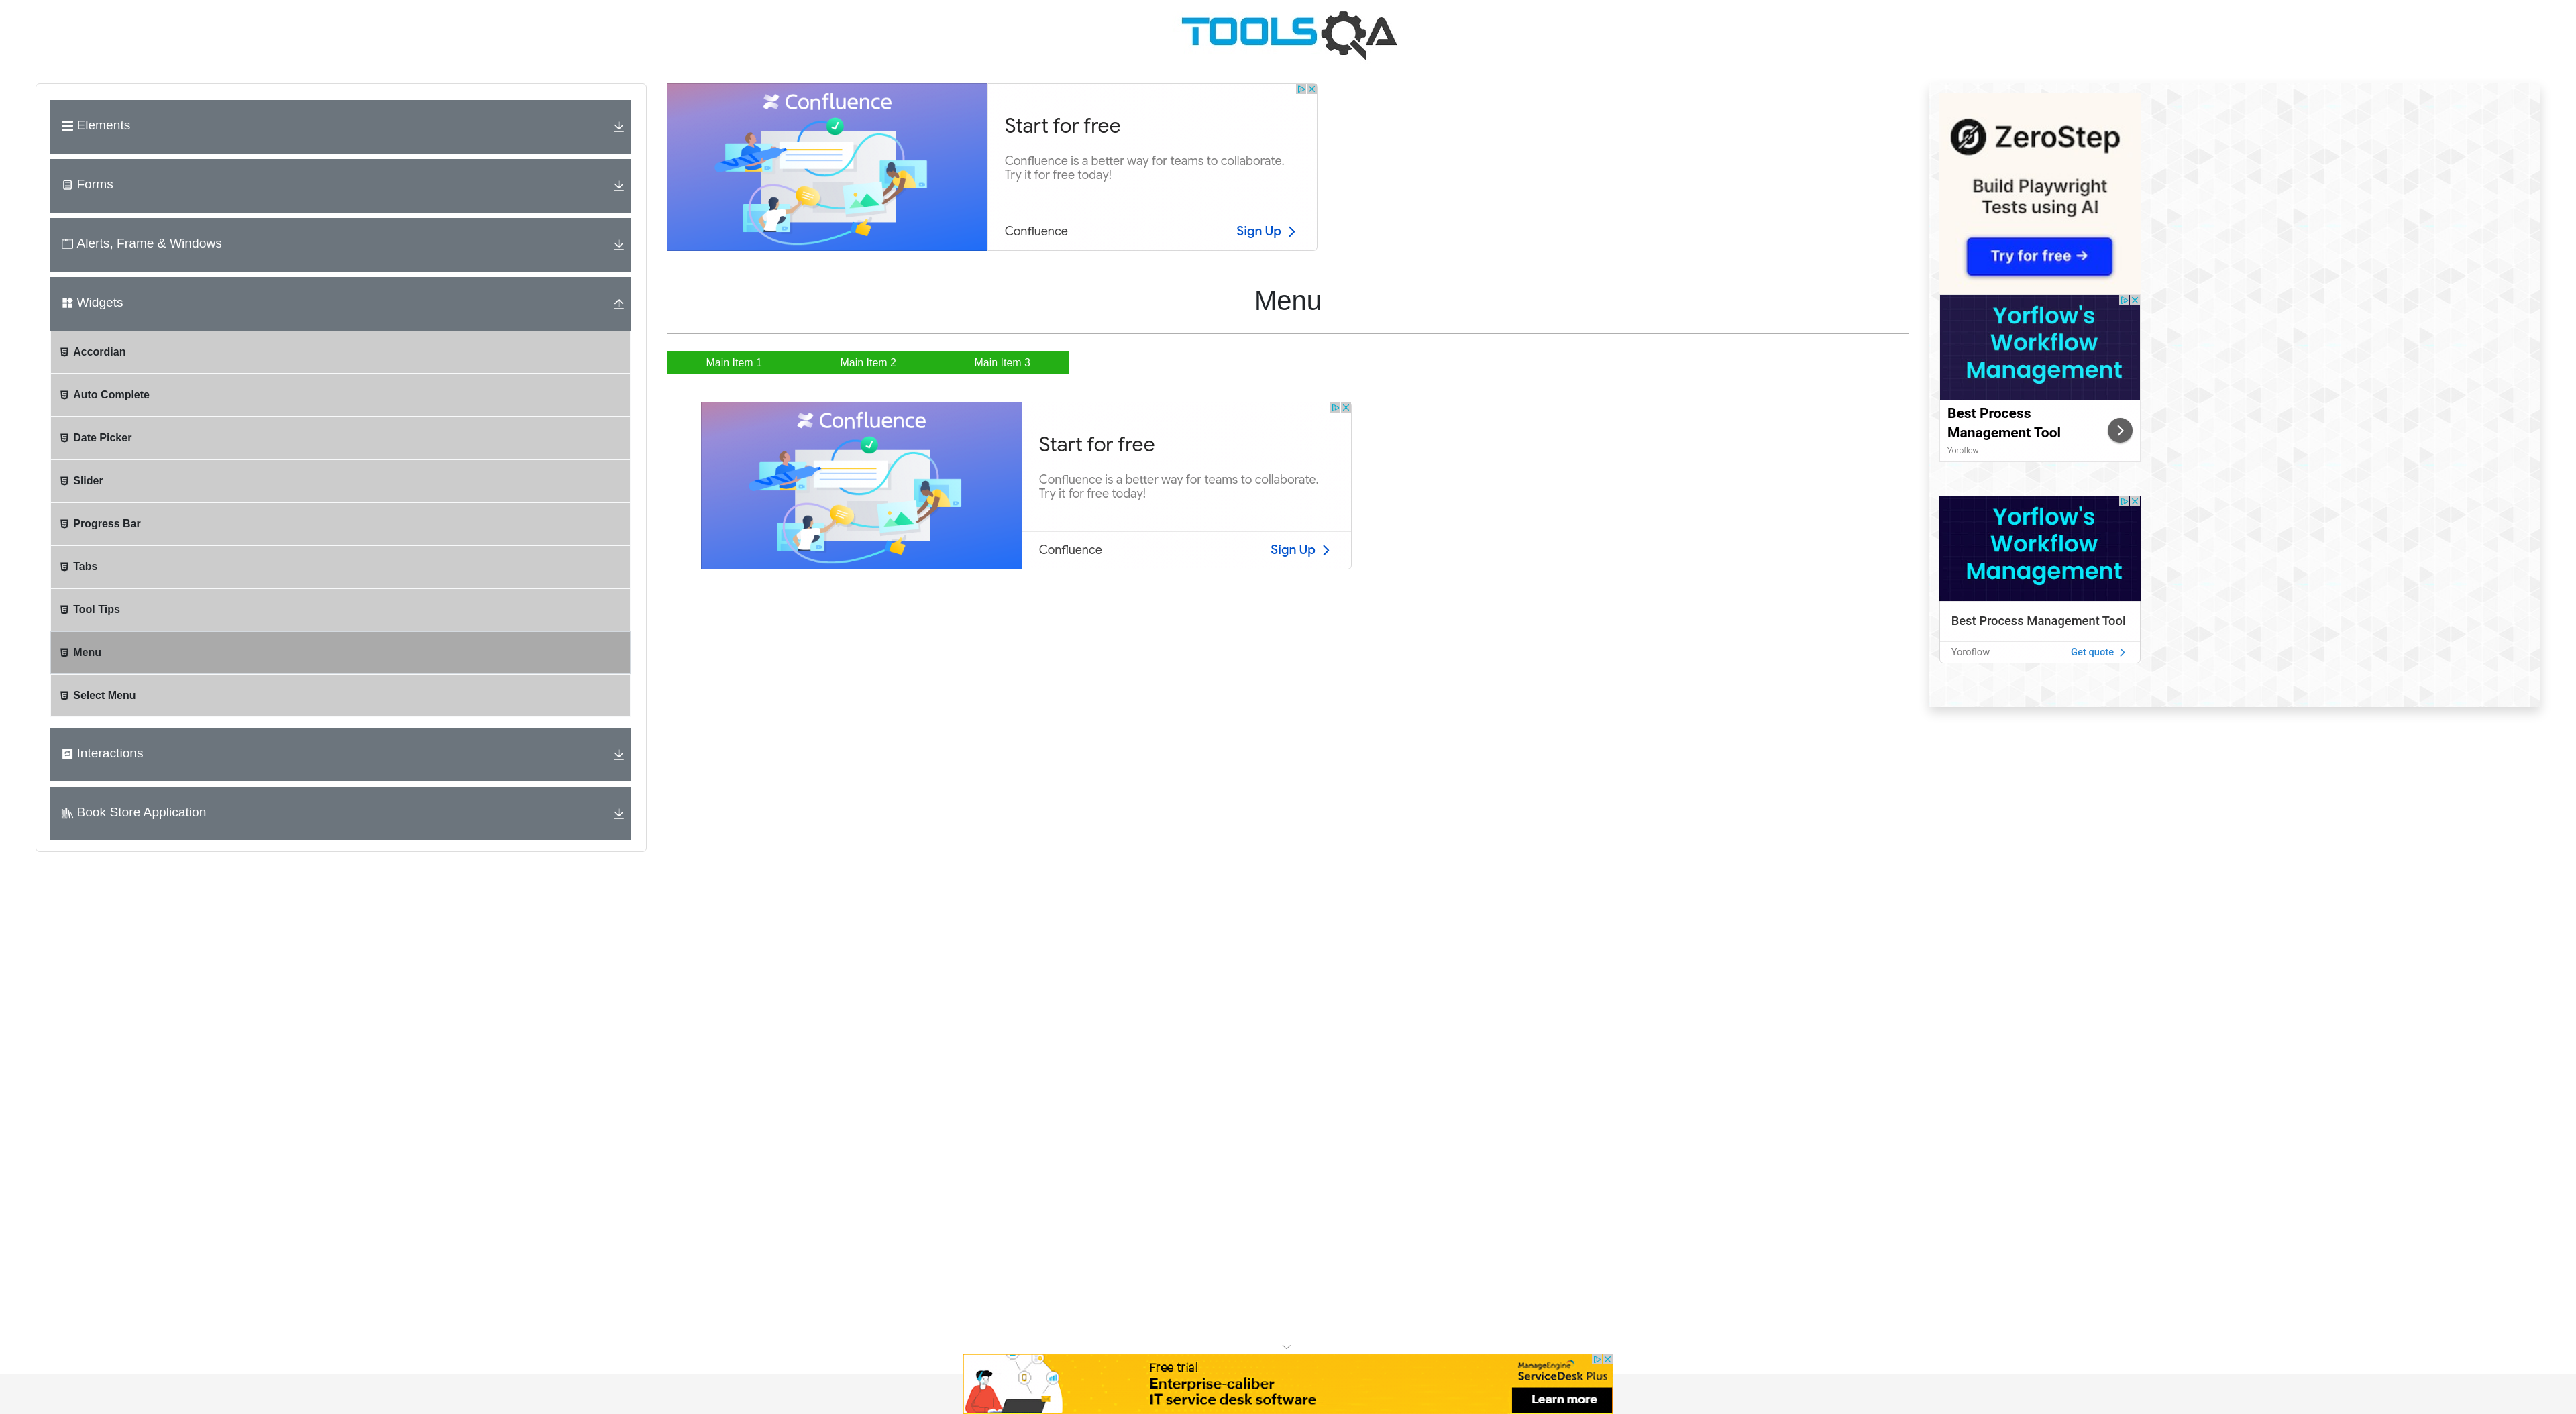 TOOLSQA
Elements
Forms
Alerts, Frame & Windows
Widgets
Accordian
Auto Complete
Date Picker
Slider
Progress Bar
Tabs
Tool Tips
Menu
Select Menu
Interactions
Book Store Application
Confluence
Start for free
Confluence is a better way for teams to collaborate.
Try it for free today!
Confluence
Sign Up
Menu
Main Item 1
Main Item 2
Main Item 3
Confluence
Start for free
Confluence is a better way for teams to collaborate.
Try it for free today!
Confluence
Sign Up
ZeroStep
Build Playwright
Tests using AI
Try for free →
Yorflow's
Workflow
Management
Best Process
Management Tool
Yoroflow
Yorflow's
Workflow
Management
Best Process Management Tool
Yoroflow
Get quote
Free trial
Enterprise-caliber
IT service desk software
ManageEngine
ServiceDesk Plus
Learn more